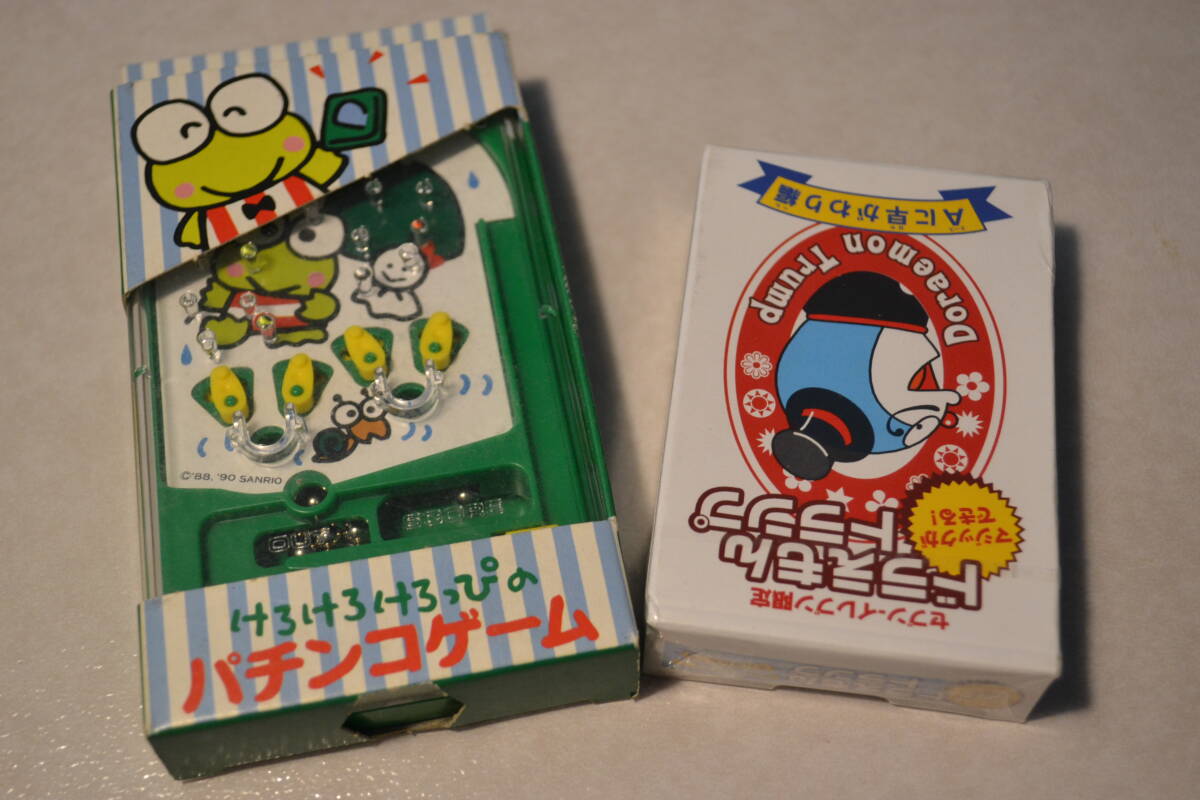 ©'88, '90 SANRIO
けろけろけろっぴの
パチンコゲーム
セブン-イレブン限定
ドラえもん
トランプ
マジックが
できる!
Doraemon Trump
Aに早がわり編